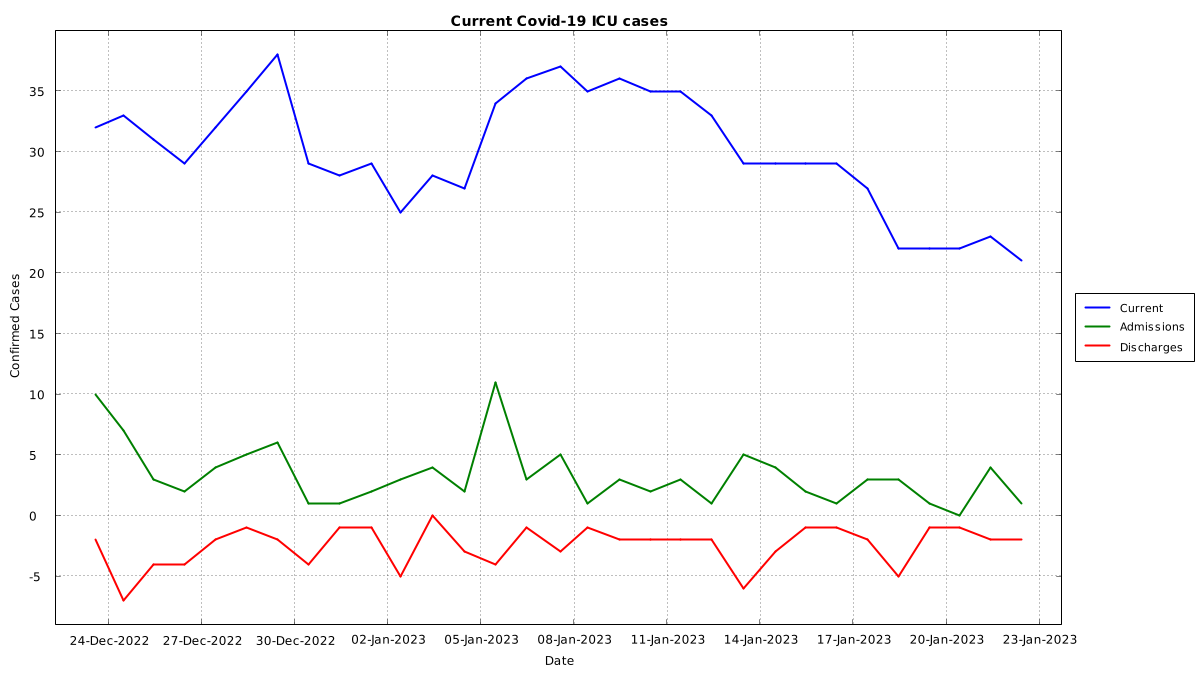 Current Covid-19 ICU cases
35
30
25
20
15
10
5
0
-5
Confirmed Cases
24-Dec-2022 27-Dec-2022 30-Dec-2022 02-Jan-2023 05-Jan-2023 08-Jan-2023 11-Jan-2023 14-Jan-2023 17-Jan-2023 20-Jan-2023 23-Jan-2023
Date
Current
Admissions
Discharges